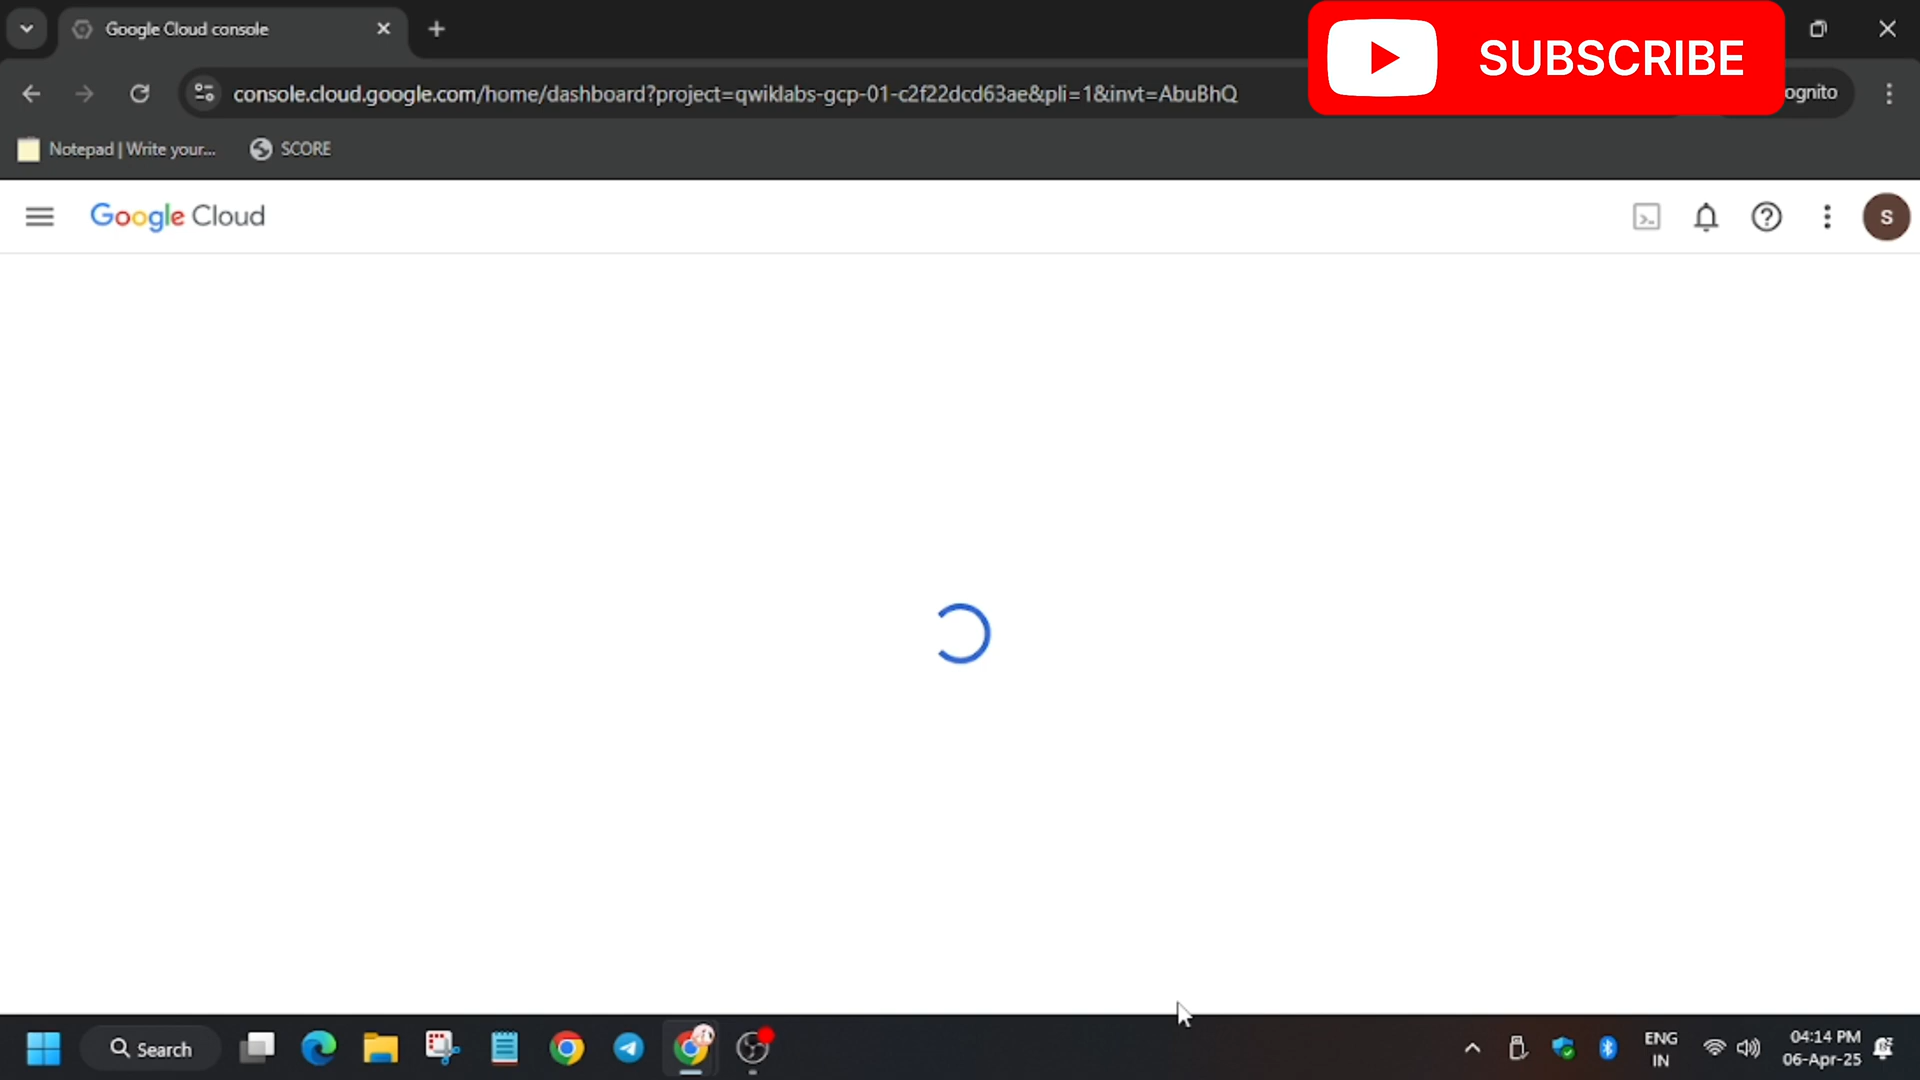 Google Cloud console
SUBSCRIBE
console.cloud.google.com/home/dashboard?project=qwiklabs-gcp-01-c2f22dcd63ae&pli=1&invt=AbuBhQ
ognito
Notepad | Write your...
SCORE
Google Cloud
S
Search
ENG
IN
04:14 PM
06-Apr-25